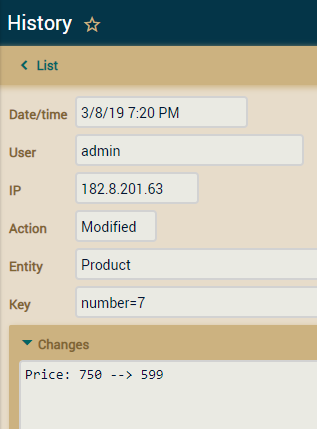 History
List
Date/time 3/8/19 7:20 PM
User admin
IP 182.8.201.63
Action Modified
Entity Product
Key number=7
Changes
Price: 750 --> 599